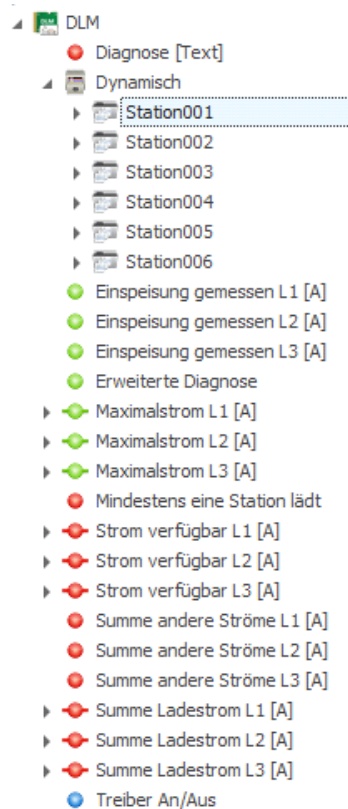 DLM
Diagnose [Text]
Dynamisch
Station001
Station002
Station003
Station004
Station005
Station006
Einspeisung gemessen L1 [A]
Einspeisung gemessen L2 [A]
Einspeisung gemessen L3 [A]
Erweiterte Diagnose
Maximalstrom L1 [A]
Maximalstrom L2 [A]
Maximalstrom L3 [A]
Mindestens eine Station lädt
Strom verfügbar L1 [A]
Strom verfügbar L2 [A]
Strom verfügbar L3 [A]
Summe andere Ströme L1 [A]
Summe andere Ströme L2 [A]
Summe andere Ströme L3 [A]
Summe Ladestrom L1 [A]
Summe Ladestrom L2 [A]
Summe Ladestrom L3 [A]
Treiber An/Aus